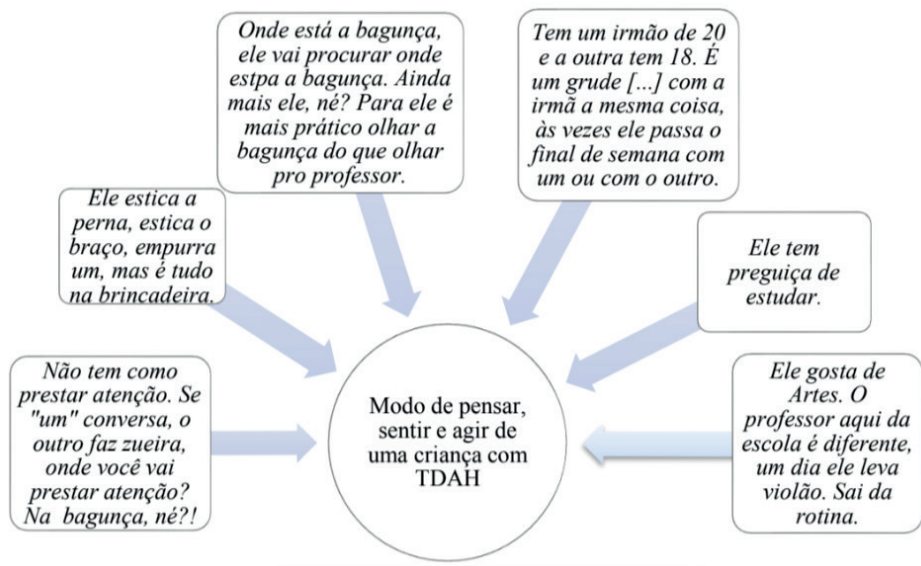 Onde está a bagunça,
ele vai procurar onde
estpa a bagunça. Ainda
mais ele, né? Para ele é
mais prático olhar a
bagunça do que olhar
pro professor.
Tem um irmão de 20
e a outra tem 18. É
um grude [...] com a
irmã a mesma coisa,
às vezes ele passa o
final de semana com
um ou com o outro.
Ele estica a
perna, estica o
braço, empurra
um, mas é tudo
na brincadeira.
Ele tem
preguiça de
estudar.
Não tem como
prestar atenção. Se
"um" conversa, o
outro faz zueira,
onde você vai
prestar atenção?
Na bagunça, né?!
Modo de pensar,
sentir e agir de
uma criança com
TDAH
Ele gosta de
Artes. O
professor aqui da
escola é diferente,
um dia ele leva
violão. Sai da
rotina.